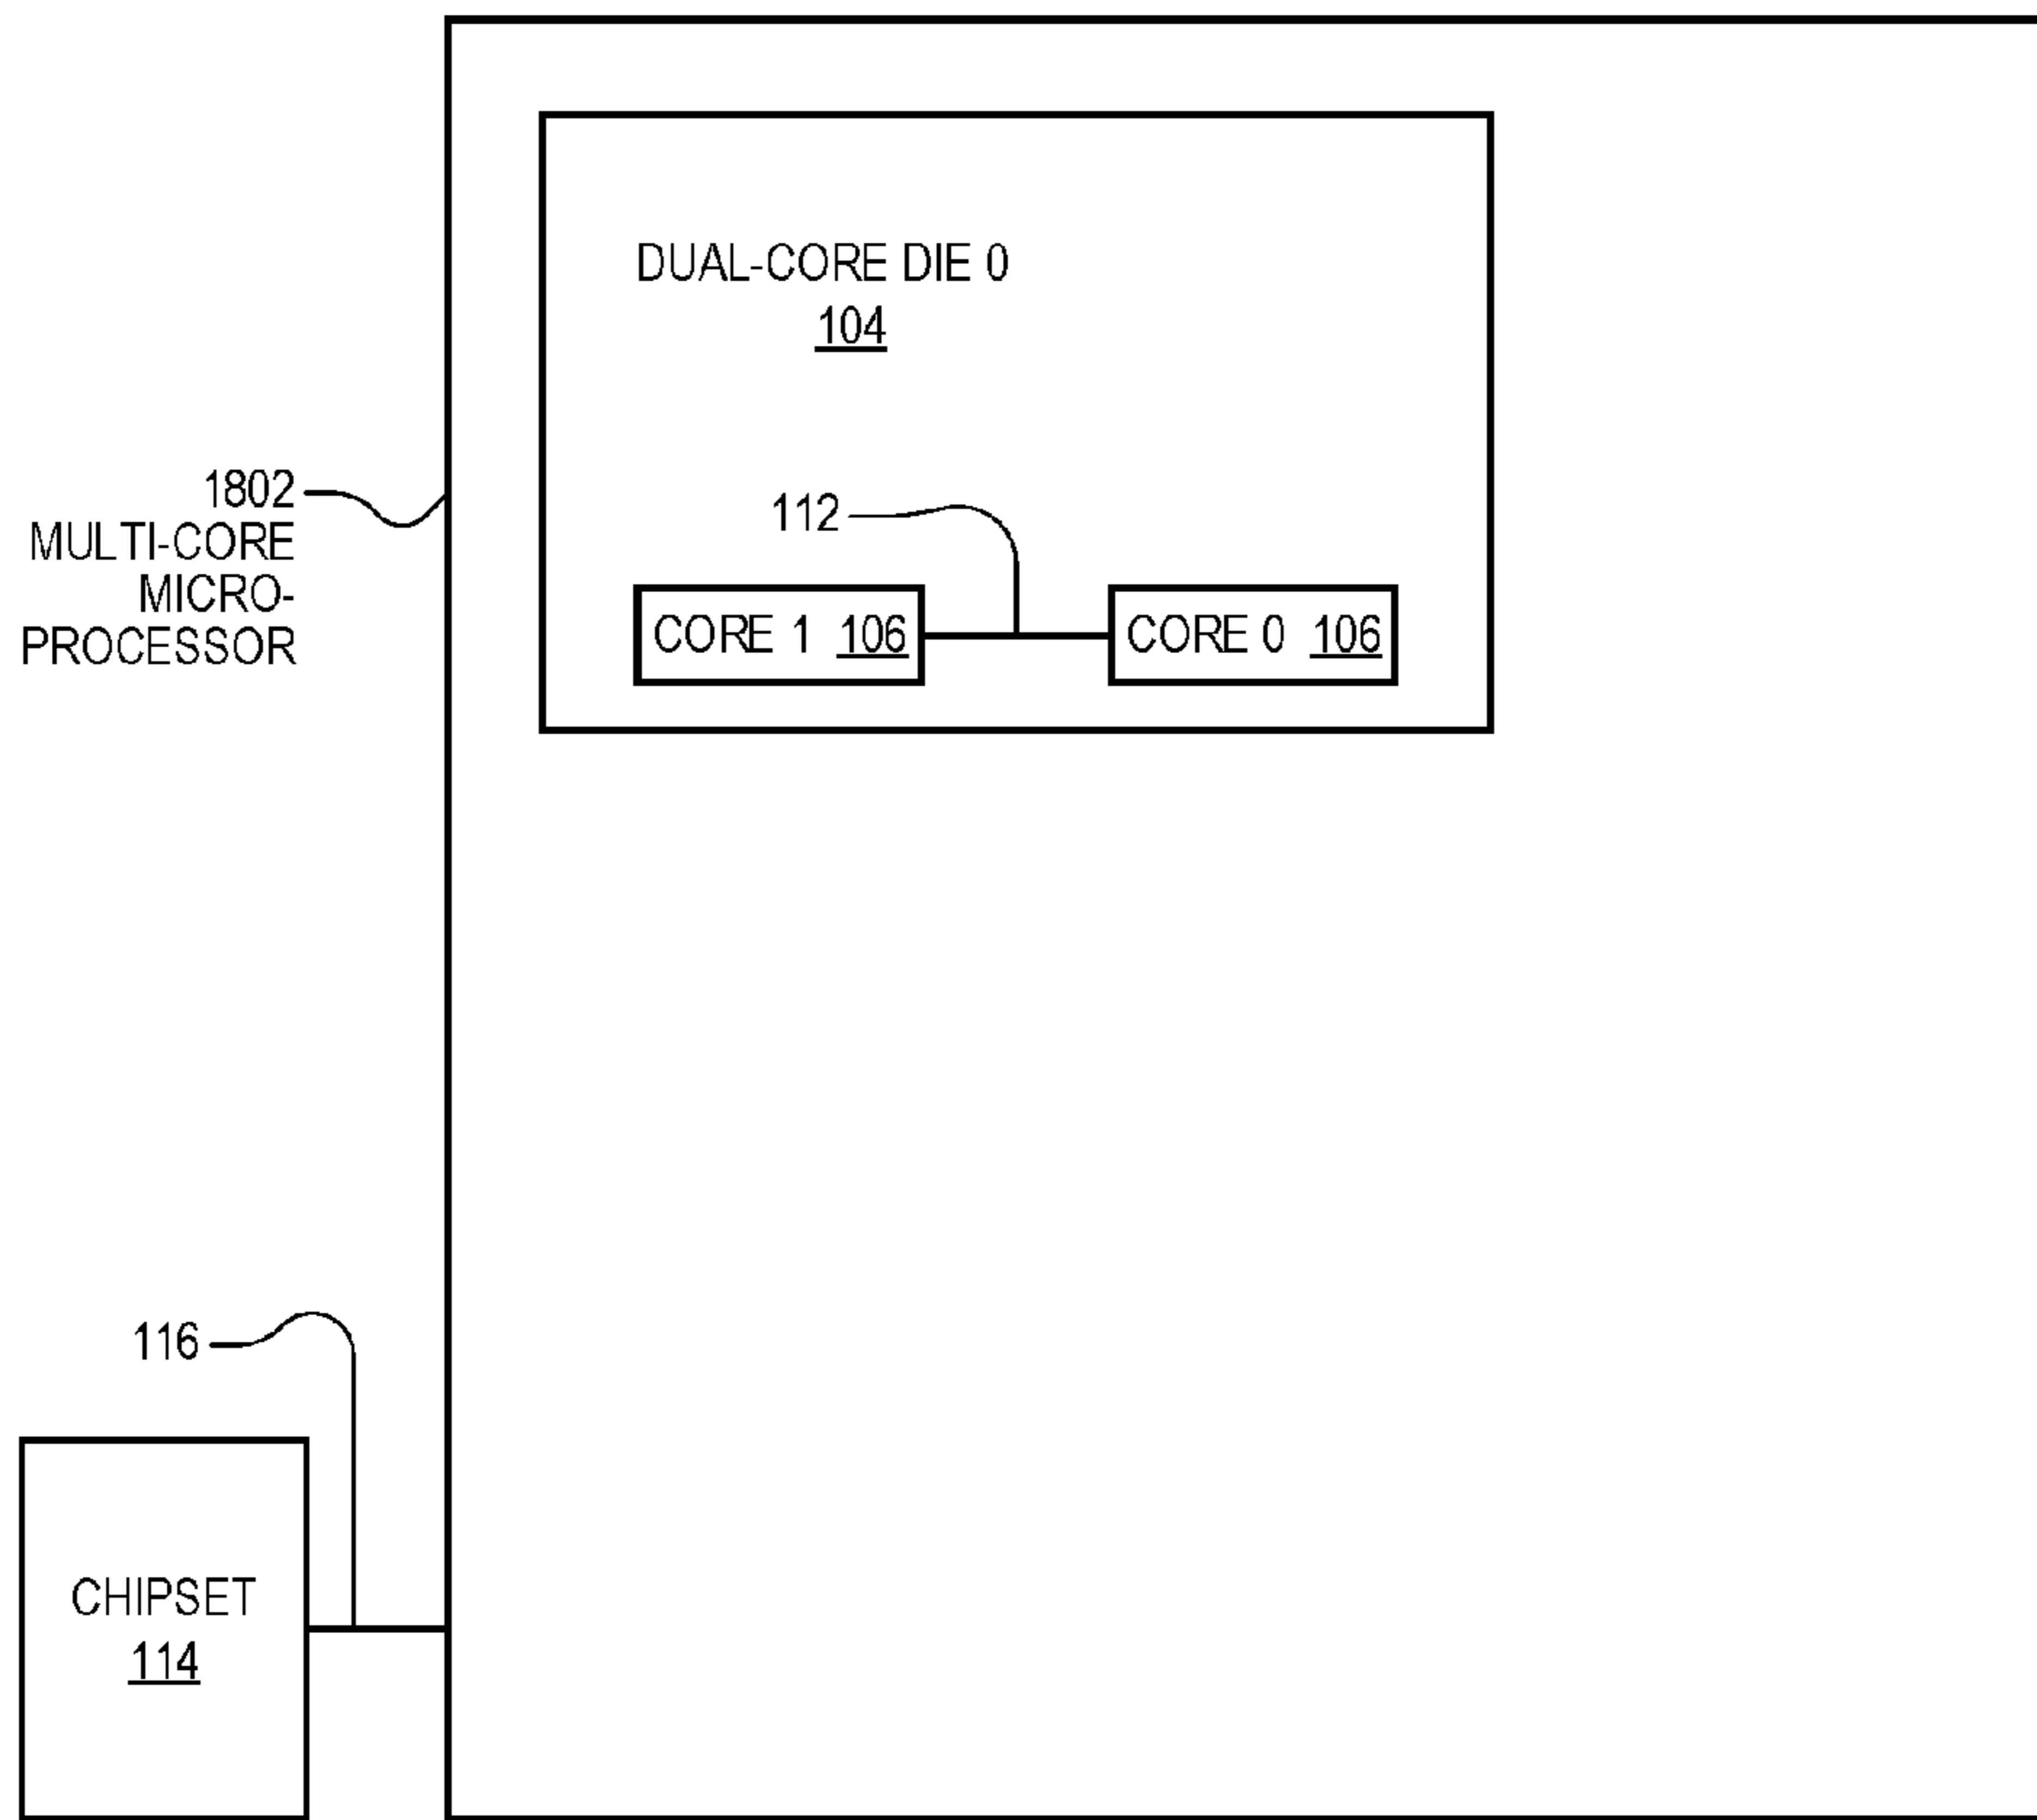 DUAL-CORE DIE 0
104
1802
MULTI-CORE
MICRO-
PROCESSOR
112
CORE 1 106
CORE 0 106
116
CHIPSET
114